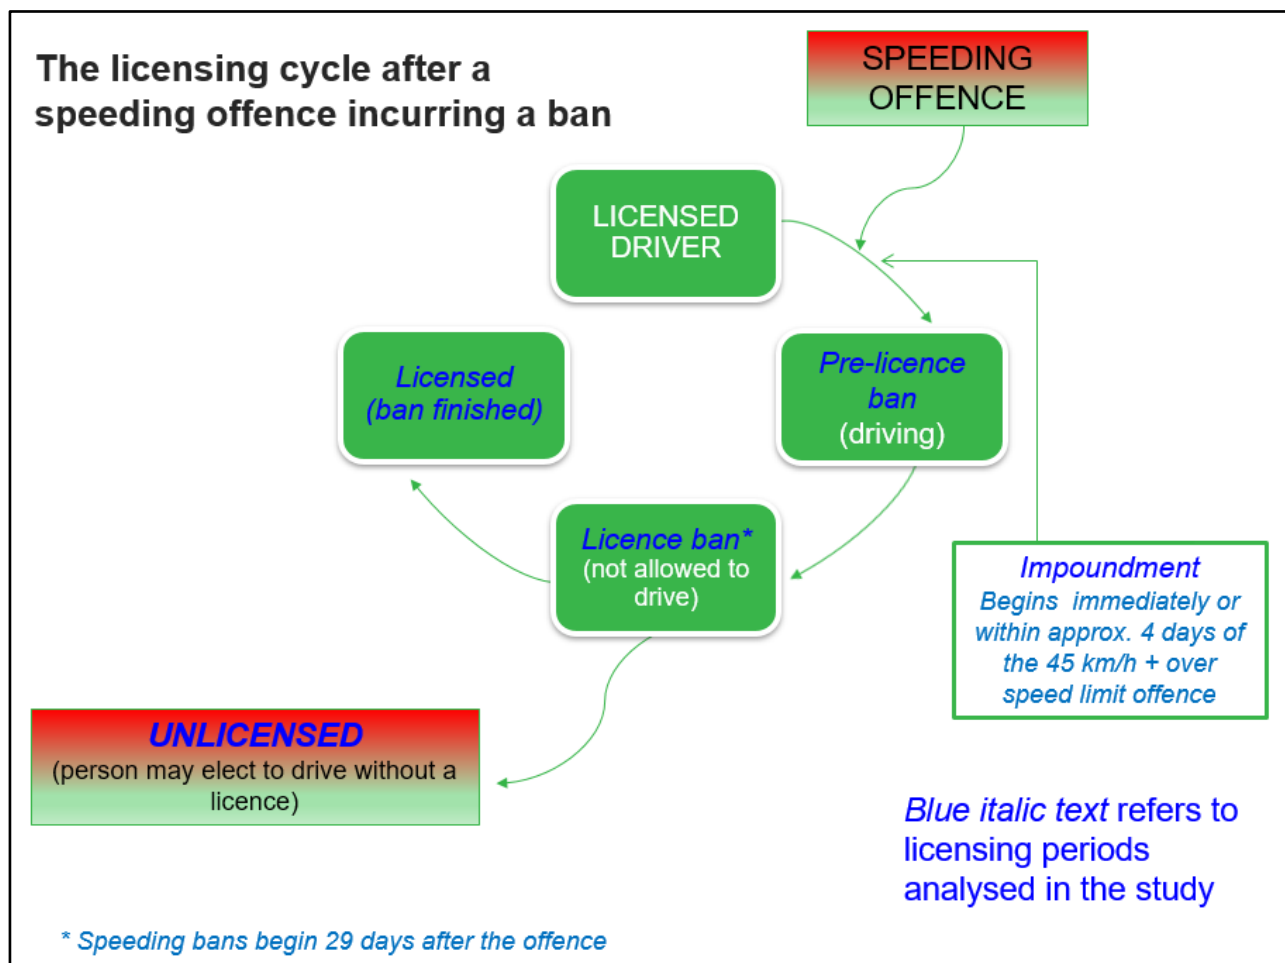 The licensing cycle after a
speeding offence incurring a ban
SPEEDING
OFFENCE
LICENSED
DRIVER
Licensed
(ban finished)
Pre-licence
ban
(driving)
Licence ban*
(not allowed to
drive)
Impoundment
Begins immediately or
within approx. 4 days of
the 45 km/h + over
speed limit offence
UNLICENSED
(person may elect to drive without a
licence)
Blue italic text refers to
licensing periods
analysed in the study
* Speeding bans begin 29 days after the offence